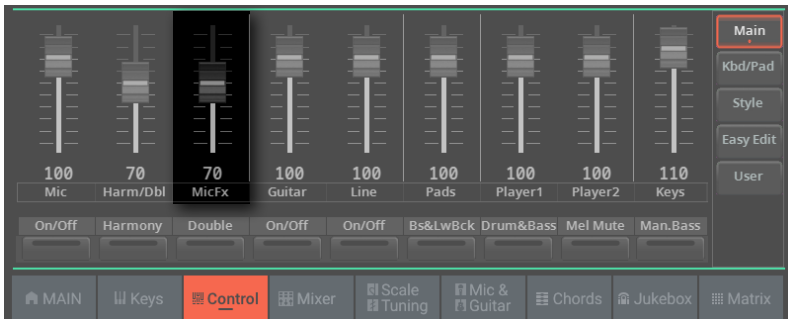 100 70 70 100 100 100 100 100 110
Mic Harm/Dbl MicFx Guitar Line Pads Player1 Player2 Keys
On/Off Harmony Double On/Off On/Off Bs&LwBck Drum&Bass Mel Mute Man.Bass
Main
Kbd/Pad
Style
Easy Edit
User
MAIN Keys Control Mixer Scale Tuning Mic & Guitar Chords Jukebox Matrix